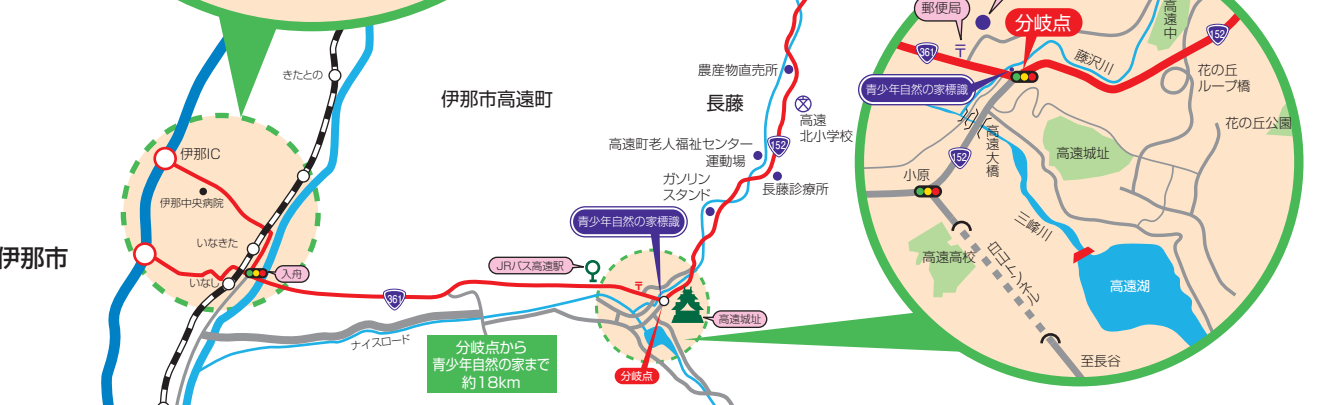 きたとの
伊那IC
伊那中央病院
いなきた
いなし
入舟
伊那市
伊那市高遠町
361
ナイスロード
JRバス高遠駅
青少年自然の家標識
〒
高遠城址
分岐点
分岐点から
青少年自然の家まで
約18km
農産物直売所
長藤
高遠
北小学校
高遠町老人福祉センター
運動場
152
ガソリン
スタンド
長藤診療所
郵便局
〒
分岐点
高遠中
152
361
藤沢川
花の丘
ループ橋
青少年自然の家標識
花の丘公園
高遠大橋
152
高遠城址
小原
三峰川
高遠高校
白山トンネル
高遠湖
至長谷